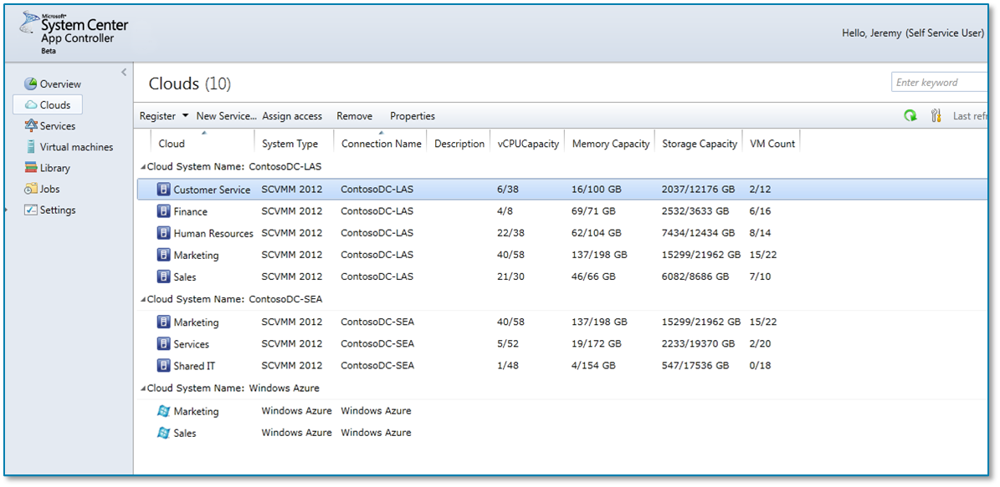 Microsoft®
System Center
App Controller
Beta
Hello, Jeremy (Self Service User)
Overview
Clouds
Services
Virtual machines
Library
Jobs
Settings
Clouds (10)
Enter keyword
Register New Service... Assign access Remove Properties Last refr
Cloud System Type Connection Name Description vCPUCapacity Memory Capacity Storage Capacity VM Count
Cloud System Name: ContosoDC-LAS
Customer Service SCVMM 2012 ContosoDC-LAS 6/38 16/100 GB 2037/12176 GB 2/12
Finance SCVMM 2012 ContosoDC-LAS 4/8 69/71 GB 2532/3633 GB 6/16
Human Resources SCVMM 2012 ContosoDC-LAS 22/38 62/104 GB 7434/12434 GB 8/14
Marketing SCVMM 2012 ContosoDC-LAS 40/58 137/198 GB 15299/21962 GB 15/22
Sales SCVMM 2012 ContosoDC-LAS 21/30 46/66 GB 6082/8686 GB 7/10
Cloud System Name: ContosoDC-SEA
Marketing SCVMM 2012 ContosoDC-SEA 40/58 137/198 GB 15299/21962 GB 15/22
Services SCVMM 2012 ContosoDC-SEA 5/52 19/172 GB 2233/19370 GB 2/20
Shared IT SCVMM 2012 ContosoDC-SEA 1/48 4/154 GB 547/17536 GB 0/18
Cloud System Name: Windows Azure
Marketing Windows Azure Windows Azure
Sales Windows Azure Windows Azure